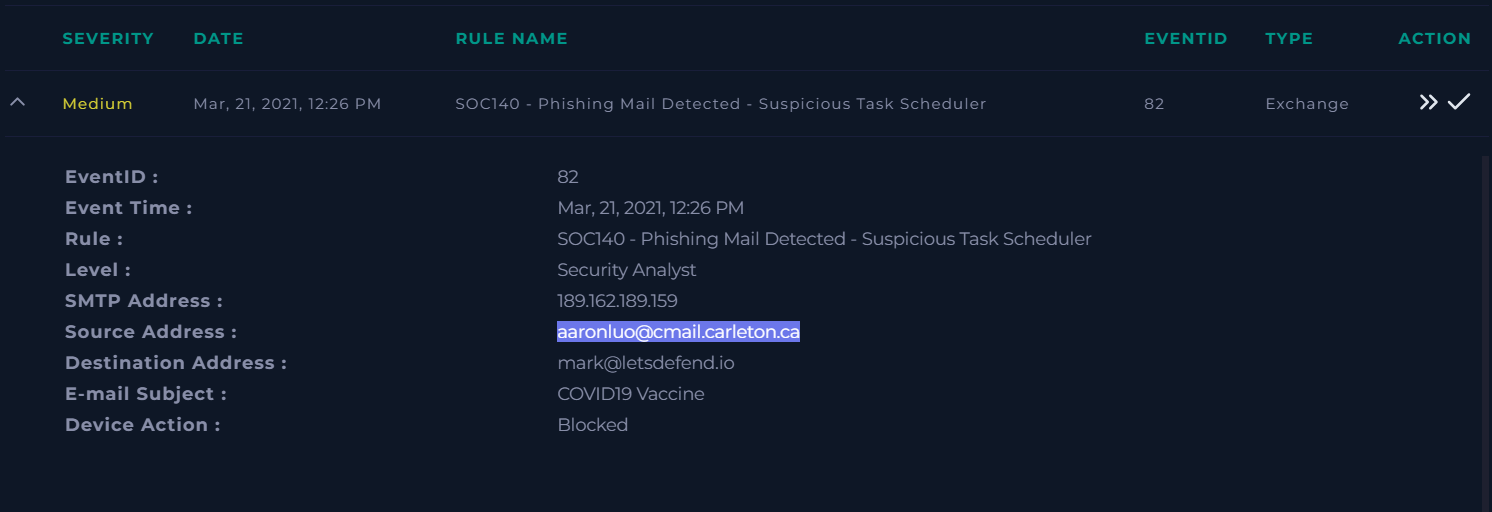 SEVERITY DATE RULE NAME EVENTID TYPE ACTION
Medium Mar, 21, 2021, 12:26 PM SOC140 - Phishing Mail Detected - Suspicious Task Scheduler 82 Exchange
EventID : 82
Event Time : Mar, 21, 2021, 12:26 PM
Rule : SOC140 - Phishing Mail Detected - Suspicious Task Scheduler
Level : Security Analyst
SMTP Address : 189.162.189.159
Source Address : aaronluo@cmail.carleton.ca
Destination Address : mark@letsdefend.io
E-mail Subject : COVID19 Vaccine
Device Action : Blocked